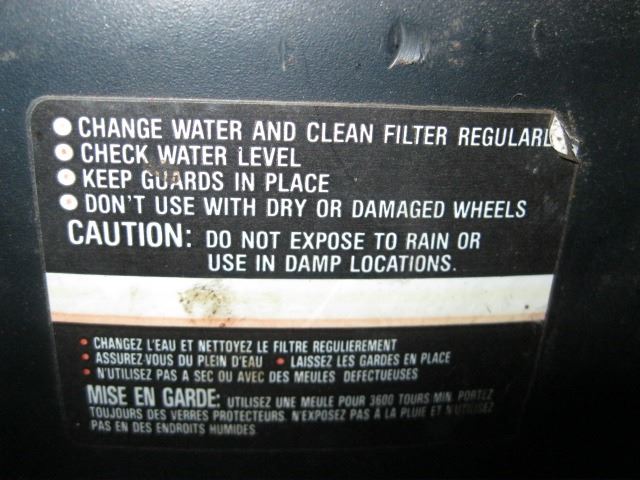 • CHANGE WATER AND CLEAN FILTER REGULARL
• CHECK WATER LEVEL
• KEEP GUARDS IN PLACE
• DON'T USE WITH DRY OR DAMAGED WHEELS
CAUTION: DO NOT EXPOSE TO RAIN OR
USE IN DAMP LOCATIONS.
• CHANGEZ L'EAU ET NETTOYEZ LE FILTRE REGULIEREMENT
• ASSUREZ-VOUS DU PLEIN D'EAU • LAISSEZ LES GARDES EN PLACE
• N'UTILISEZ PAS A SEC OU AVEC DES MEULES DEFECTUEUSES
MISE EN GARDE: UTILISEZ UNE MEULE POUR 3600 TOURS MIN. PORTEZ
TOUJOURS DES VERRES PROTECTEURS. N'EXPOSEZ PAS A LA PLUIE ET N'UTILISEZ
PAS EN DES ENDROITS HUMIDES.